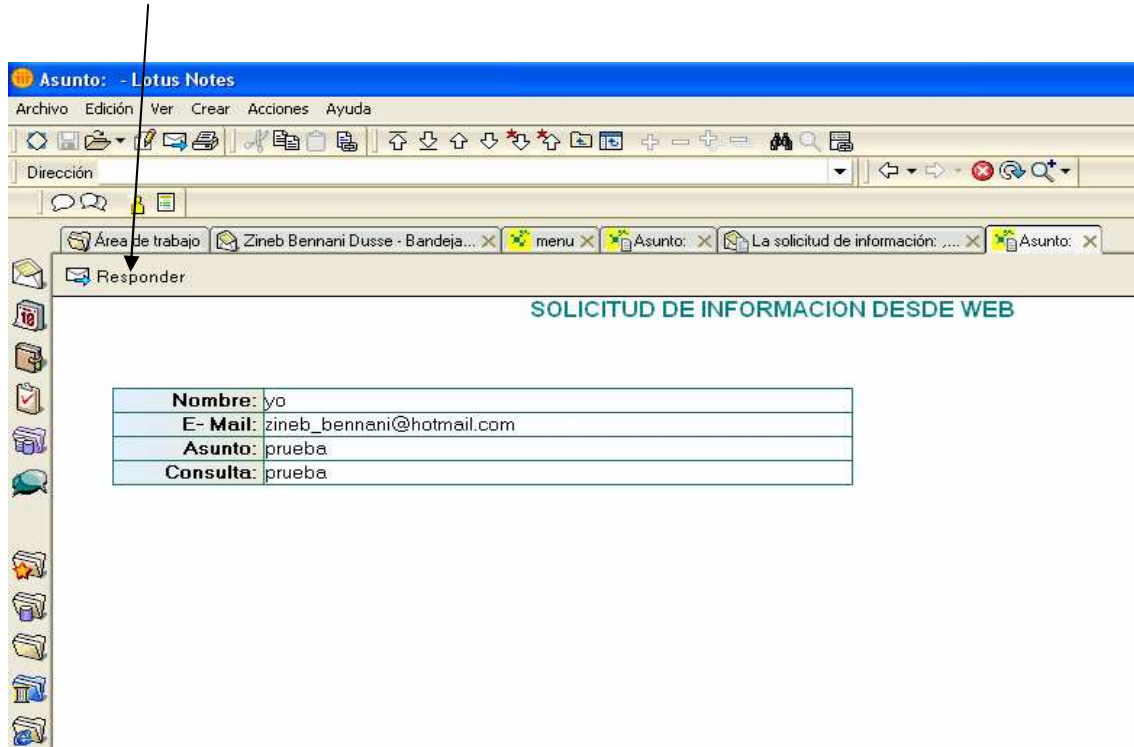 Asunto: - Lotus Notes
Archivo Edición Ver Crear Acciones Ayuda
Dirección
Área de trabajo Zineb Bennani Dusse - Bandeja... menu Asunto: La solicitud de información: ,.... Asunto:
Responder
SOLICITUD DE INFORMACION DESDE WEB
Nombre: yo
E- Mail: zineb_bennani@hotmail.com
Asunto: prueba
Consulta: prueba